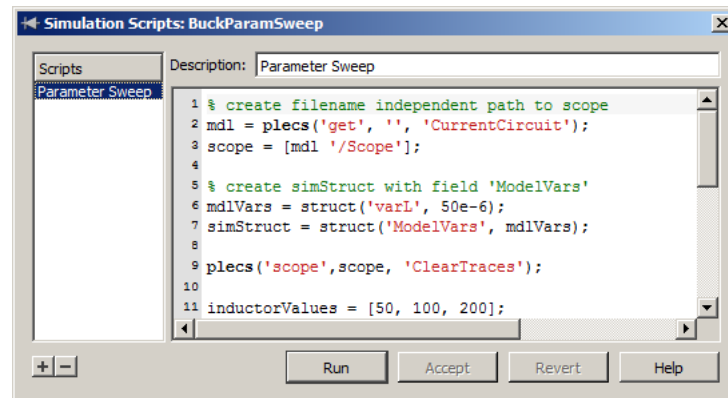 Simulation Scripts: BuckParamSweep
Scripts
Parameter Sweep
Description: Parameter Sweep
1 % create filename independent path to scope
2 mdl = plecs('get', '', 'CurrentCircuit');
3 scope = [mdl '/Scope'];
4
5 % create simStruct with field 'ModelVars'
6 mdlVars = struct('varL', 50e-6);
7 simStruct = struct('ModelVars', mdlVars);
8
9 plecs('scope',scope, 'ClearTraces');
10
11 inductorValues = [50, 100, 200];
Run Accept Revert Help